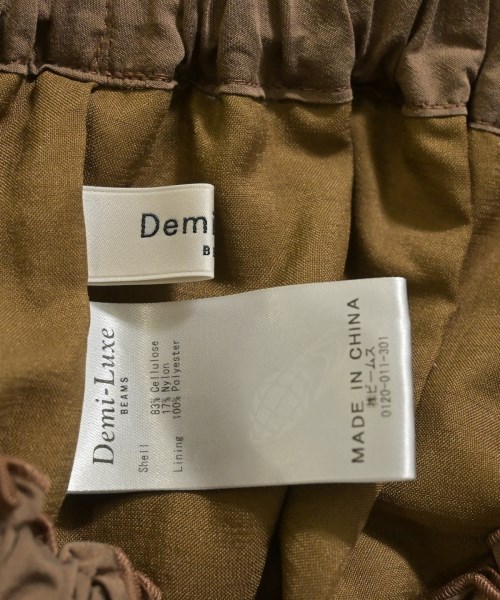 Demi
BE
Demi-Luxe
BEAMS
Shell 83% Cellulose
17% Nylon
Lining 100% Polyester
MADE IN CHINA
㈱ビームス
0120-011-301